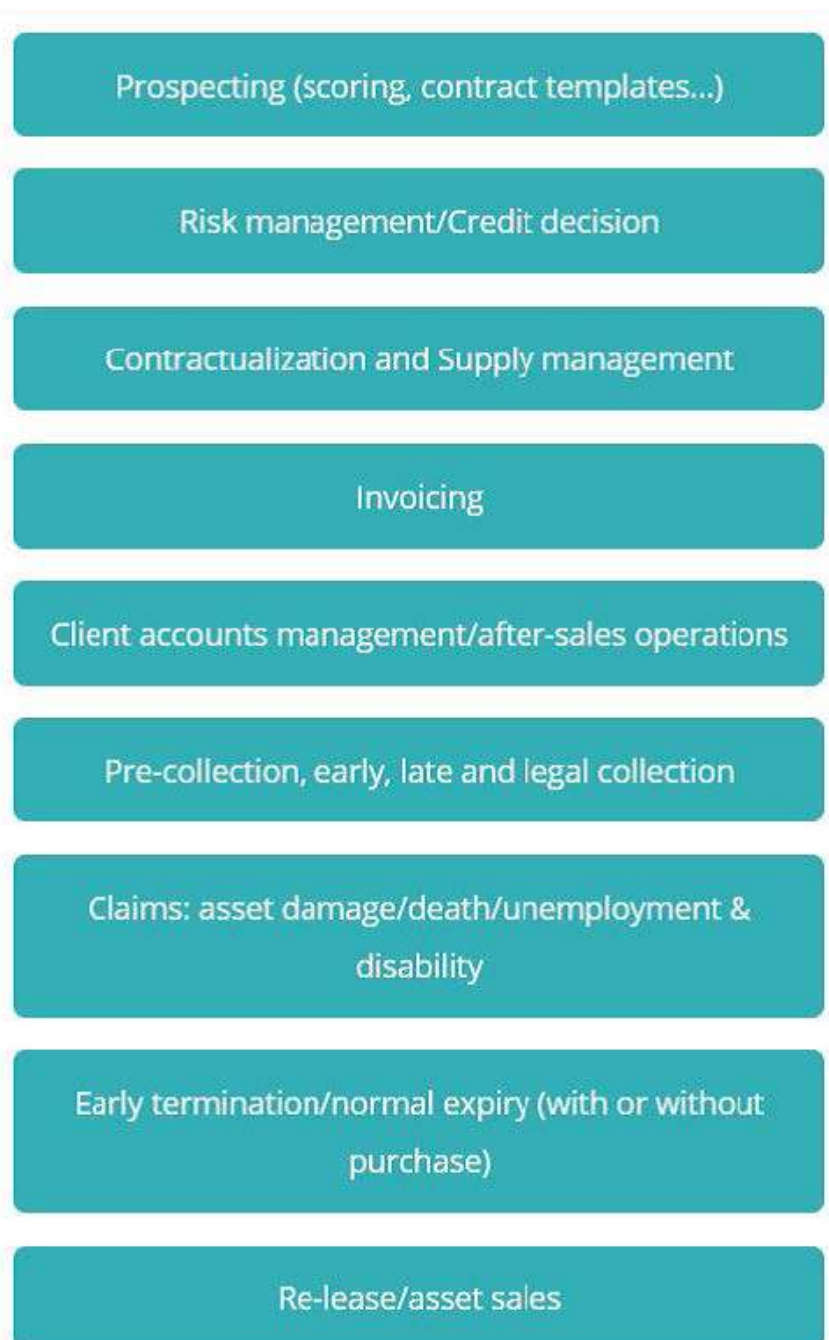 Prospecting (scoring, contract templates...)
Risk management/Credit decision
Contractualization and Supply management
Invoicing
Client accounts management/after-sales operations
Pre-collection, early, late and legal collection
Claims: asset damage/death/unemployment &
disability
Early termination/normal expiry (with or without
purchase)
Re-lease/asset sales